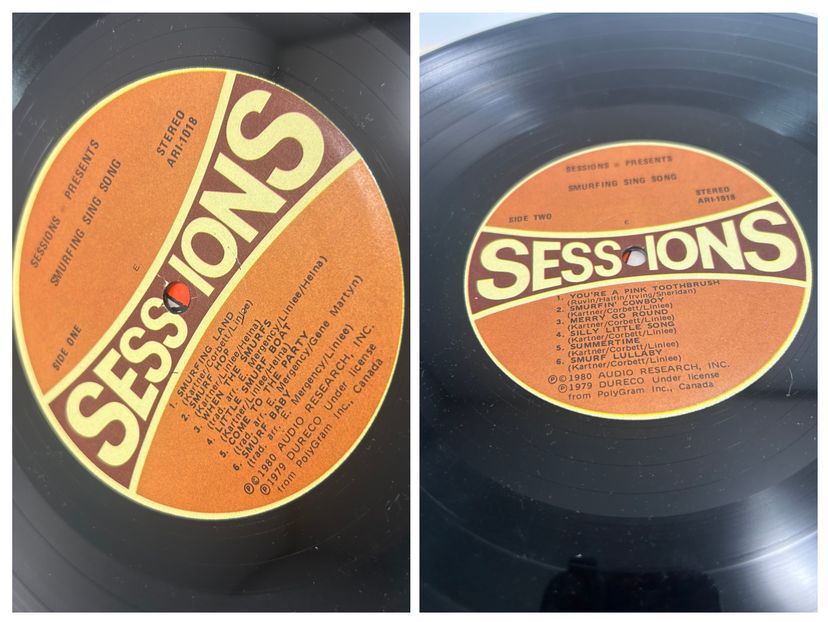 SESSIONS PRESENTS
SMURFING SING SONG
STEREO
ARI-1018
E
SIDE ONE
SESSIONS
1. SMURFING LAND
(Kartner/Corbett/Linlee)
2. SMURF HOP
(Kartner/Linlee/Helna)
3. WHEN THE SMURFS
(trad. arr. E. Mergency/Linlee/Helna)
4. LITTLE SMURF BOAT
(Kartner/Linlee/Helna)
5. COME TO THE PARTY WE
(trad. arr. E. Mergency/Gene Martyn)
6. SMURF BABY
(trad. arr. E. Mergency/Linlee)
℗©1980 AUDIO RESEARCH, INC.
℗1979 DURECO Under license
from PolyGram Inc., Canada
SESSIONS PRESENTS
SMURFING SING SONG
STEREO
ARI-1018
SIDE TWO
E
SESSIONS
1. YOU'RE A PINK TOOTHBRUSH
(Ruvin/Halfin/Irving/Sheridan)
2. SMURFIN' COWBOY
(Kartner/Corbett/Linlee)
3. MERRY GO ROUND
(Kartner/Corbett/Linlee)
4. SILLY LITTLE SONG
(Kartner/Corbett/Linlee)
5. SUMMERTIME
(Kartner/Corbett/Linlee)
6. SMURF LULLABY
(Kartner/Corbett/Linlee)
℗©1980 AUDIO RESEARCH, INC.
℗1979 DURECO Under license
from PolyGram Inc., Canada